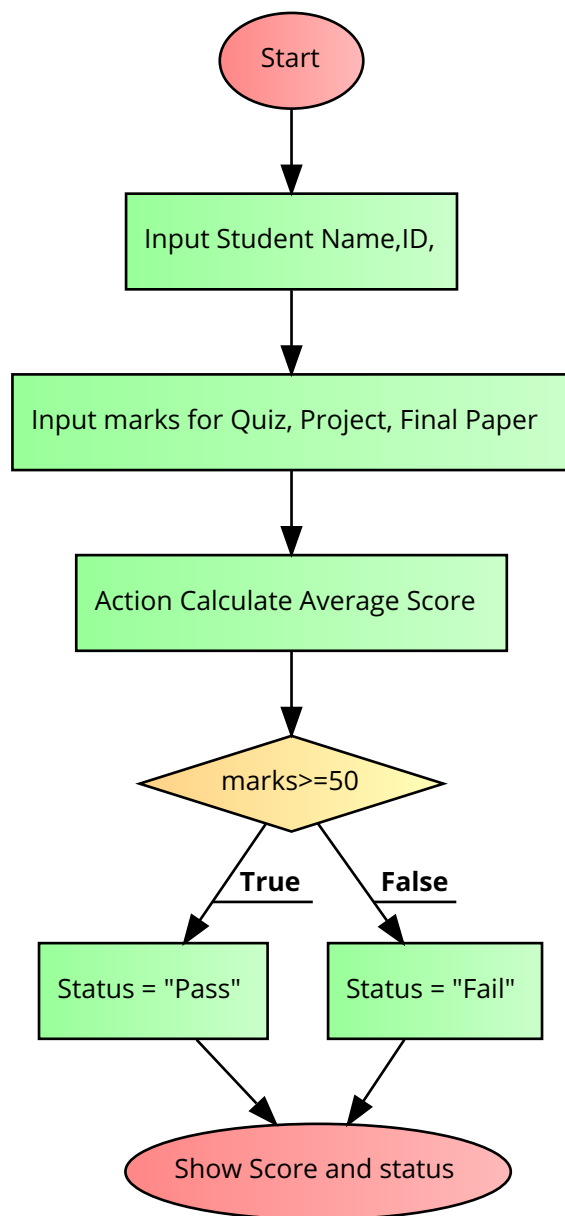 Start
Input Student Name,ID,
Input marks for Quiz, Project, Final Paper
Action Calculate Average Score
marks>=50
True
False
Status = "Pass"
Status = "Fail"
Show Score and status